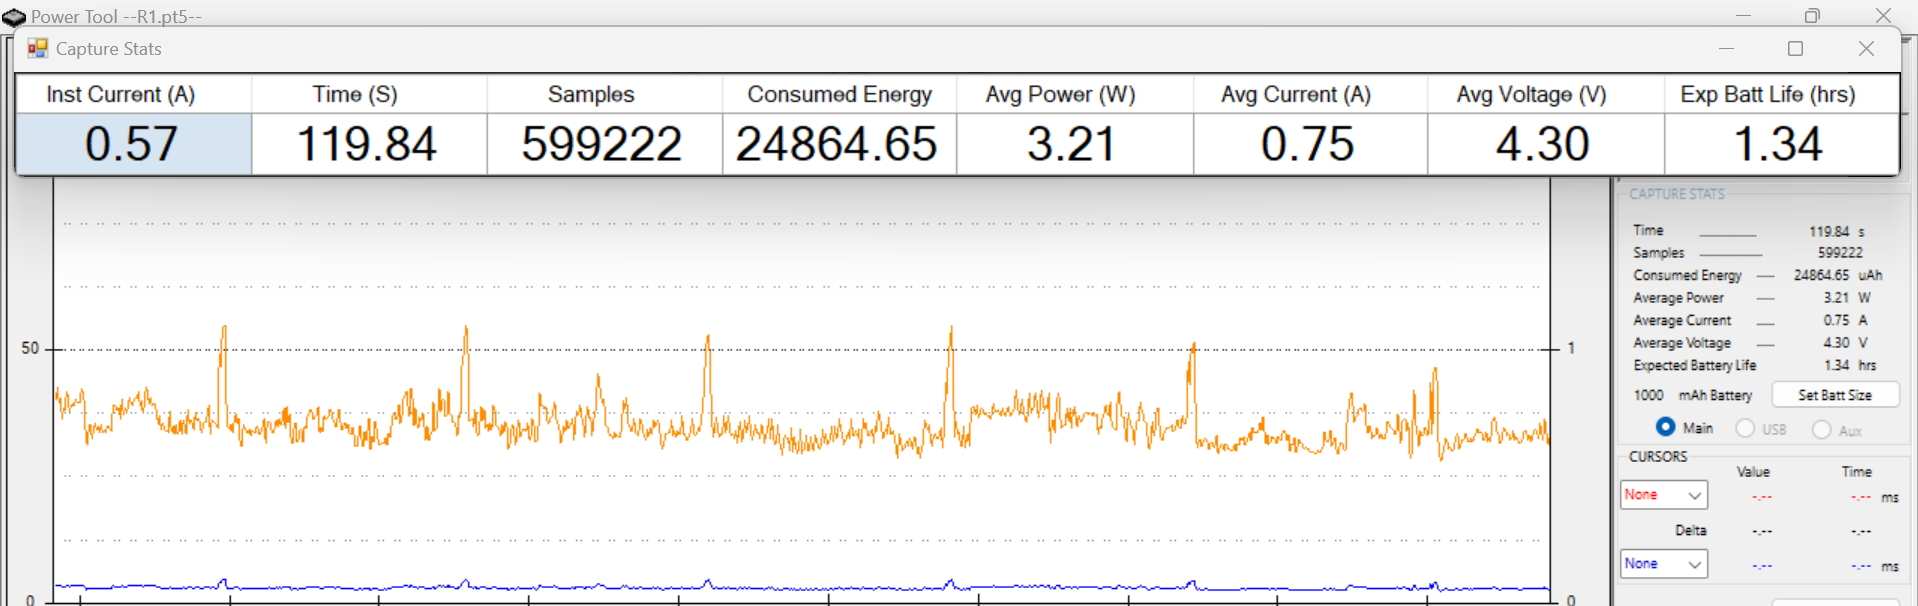 Power Tool --R1.pt5--
Capture Stats
Inst Current (A) Time (S) Samples Consumed Energy Avg Power (W) Avg Current (A) Avg Voltage (V) Exp Batt Life (hrs)
0.57 119.84 599222 24864.65 3.21 0.75 4.30 1.34
CAPTURE STATS
Time 119.84 s
Samples 599222
Consumed Energy 24864.65 uAh
Average Power 3.21 W
Average Current 0.75 A
Average Voltage 4.30 V
Expected Battery Life 1.34 hrs
1000 mAh Battery Set Batt Size
Main USB Aux
50 1
CURSORS
Value Time
None -.-- -.-- ms
Delta -.-- -.--
None -.-- -.-- ms
0 0